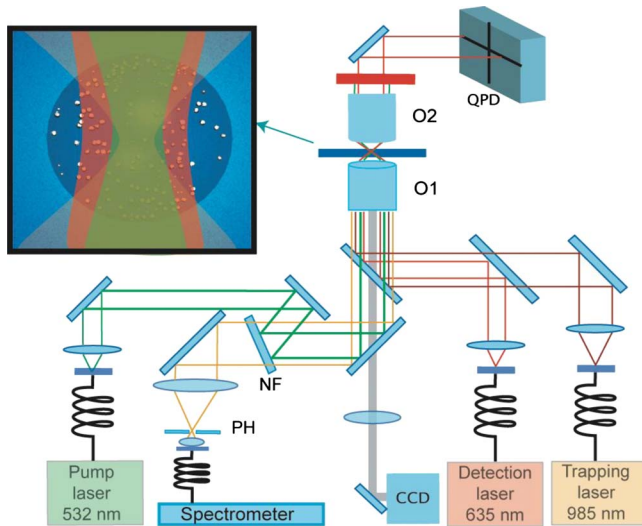 QPD
O2
O1
NF
PH
CCD
Pump
laser
532 nm
Spectrometer
Detection
laser
635 nm
Trapping
laser
985 nm